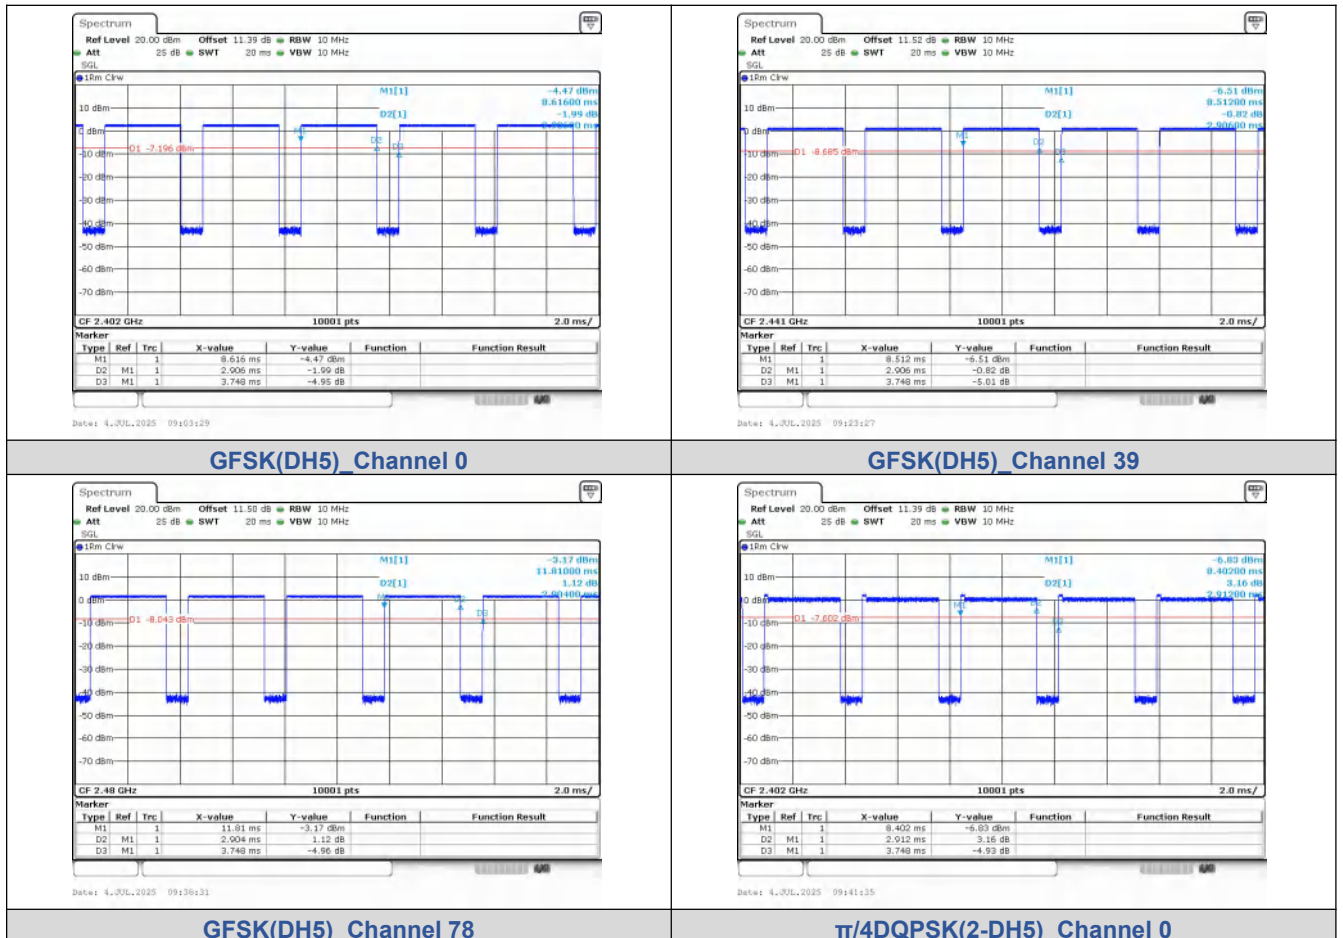 Spectrum
Ref Level 20.00 dBm Offset 11.39 dB RBW 10 MHz
Att 25 dB SWT 20 ms VBW 10 MHz
SGL
1Rm Clrw
M1[1] -4.47 dBm
8.61600 ms
D2[1] -1.99 dB
2.90600 ms
10 dBm
0 dBm
M1
D2
D3
D1 -7.196 dBm
-10 dBm
-20 dBm
-30 dBm
-40 dBm
-50 dBm
-60 dBm
-70 dBm
CF 2.402 GHz 10001 pts 2.0 ms/
Marker
Type Ref Trc X-value Y-value Function Function Result
M1 1 8.616 ms -4.47 dBm
D2 M1 1 2.906 ms -1.99 dB
D3 M1 1 3.748 ms -4.95 dB
Date: 4.JUL.2025 09:03:29
GFSK(DH5)_Channel 0
Spectrum
Ref Level 20.00 dBm Offset 11.52 dB RBW 10 MHz
Att 25 dB SWT 20 ms VBW 10 MHz
SGL
1Rm Clrw
M1[1] -6.51 dBm
8.51200 ms
D2[1] -0.82 dB
2.90600 ms
10 dBm
0 dBm
M1
D2
D3
D1 -8.685 dBm
-10 dBm
-20 dBm
-30 dBm
-40 dBm
-50 dBm
-60 dBm
-70 dBm
CF 2.441 GHz 10001 pts 2.0 ms/
Marker
Type Ref Trc X-value Y-value Function Function Result
M1 1 8.512 ms -6.51 dBm
D2 M1 1 2.906 ms -0.82 dB
D3 M1 1 3.748 ms -5.01 dB
Date: 4.JUL.2025 09:23:27
GFSK(DH5)_Channel 39
Spectrum
Ref Level 20.00 dBm Offset 11.50 dB RBW 10 MHz
Att 25 dB SWT 20 ms VBW 10 MHz
SGL
1Rm Clrw
M1[1] -3.17 dBm
11.81000 ms
D2[1] 1.12 dB
2.90400 ms
10 dBm
0 dBm
M1
D2
D3
D1 -8.043 dBm
-10 dBm
-20 dBm
-30 dBm
-40 dBm
-50 dBm
-60 dBm
-70 dBm
CF 2.48 GHz 10001 pts 2.0 ms/
Marker
Type Ref Trc X-value Y-value Function Function Result
M1 1 11.81 ms -3.17 dBm
D2 M1 1 2.904 ms 1.12 dB
D3 M1 1 3.748 ms -4.96 dB
Date: 4.JUL.2025 09:38:31
GFSK(DH5)_Channel 78
Spectrum
Ref Level 20.00 dBm Offset 11.39 dB RBW 10 MHz
Att 25 dB SWT 20 ms VBW 10 MHz
SGL
1Rm Clrw
M1[1] -6.83 dBm
8.40200 ms
D2[1] 3.16 dB
2.91200 ms
10 dBm
0 dBm
M1
D2
D3
D1 -7.602 dBm
-10 dBm
-20 dBm
-30 dBm
-40 dBm
-50 dBm
-60 dBm
-70 dBm
CF 2.402 GHz 10001 pts 2.0 ms/
Marker
Type Ref Trc X-value Y-value Function Function Result
M1 1 8.402 ms -6.83 dBm
D2 M1 1 2.912 ms 3.16 dB
D3 M1 1 3.748 ms -4.93 dB
Date: 4.JUL.2025 09:41:35
π/4DQPSK(2-DH5)_Channel 0